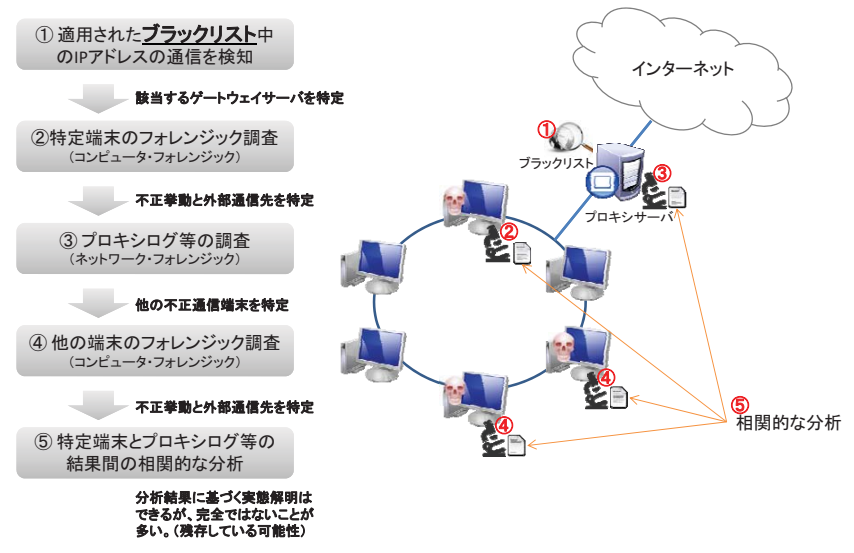 ① 適用されたブラックリスト中
のIPアドレスの通信を検知
該当するゲートウェイサーバを特定
②特定端末のフォレンジック調査
(コンピュータ・フォレンジック)
不正挙動と外部通信先を特定
③ プロキシログ等の調査
(ネットワーク・フォレンジック)
他の不正通信端末を特定
④ 他の端末のフォレンジック調査
(コンピュータ・フォレンジック)
不正挙動と外部通信先を特定
⑤ 特定端末とプロキシログ等の
結果間の相関的な分析
分析結果に基づく実態解明は
できるが、完全ではないことが
多い。(残存している可能性)
インターネット
①
ブラックリスト
③
プロキシサーバ
②
④
④
⑤
相関的な分析